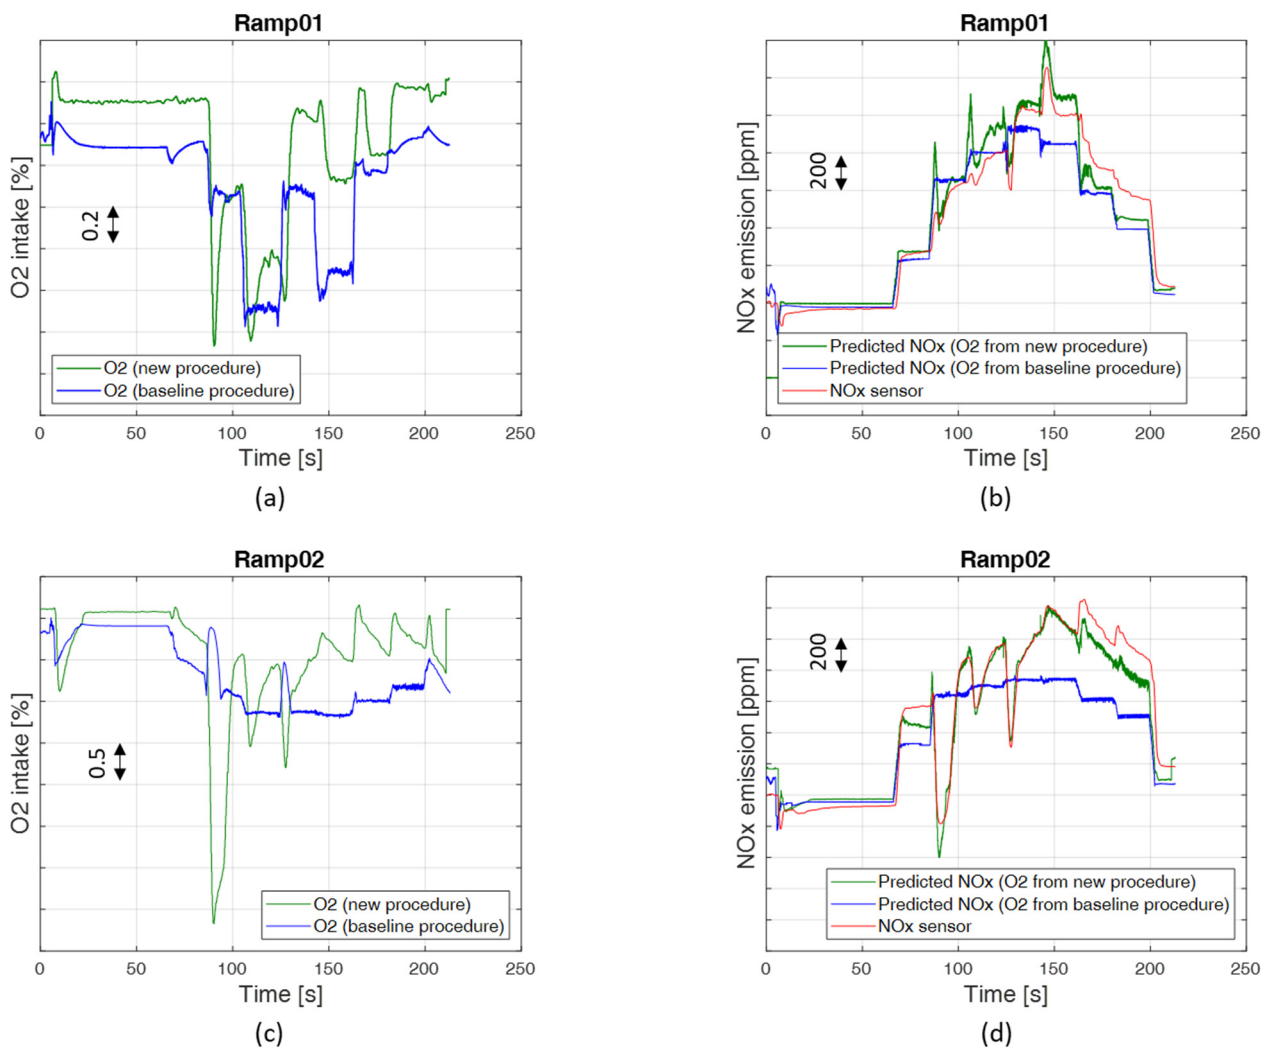 Ramp01
O2 intake [%]
0.2
O2 (new procedure)
O2 (baseline procedure)
0 50 100 150 200 250
Time [s]
(a)
Ramp01
NOx emission [ppm]
200
Predicted NOx (O2 from new procedure)
Predicted NOx (O2 from baseline procedure)
NOx sensor
0 50 100 150 200 250
Time [s]
(b)
Ramp02
O2 intake [%]
0.5
O2 (new procedure)
O2 (baseline procedure)
0 50 100 150 200 250
Time [s]
(c)
Ramp02
NOx emission [ppm]
200
Predicted NOx (O2 from new procedure)
Predicted NOx (O2 from baseline procedure)
NOx sensor
0 50 100 150 200 250
Time [s]
(d)